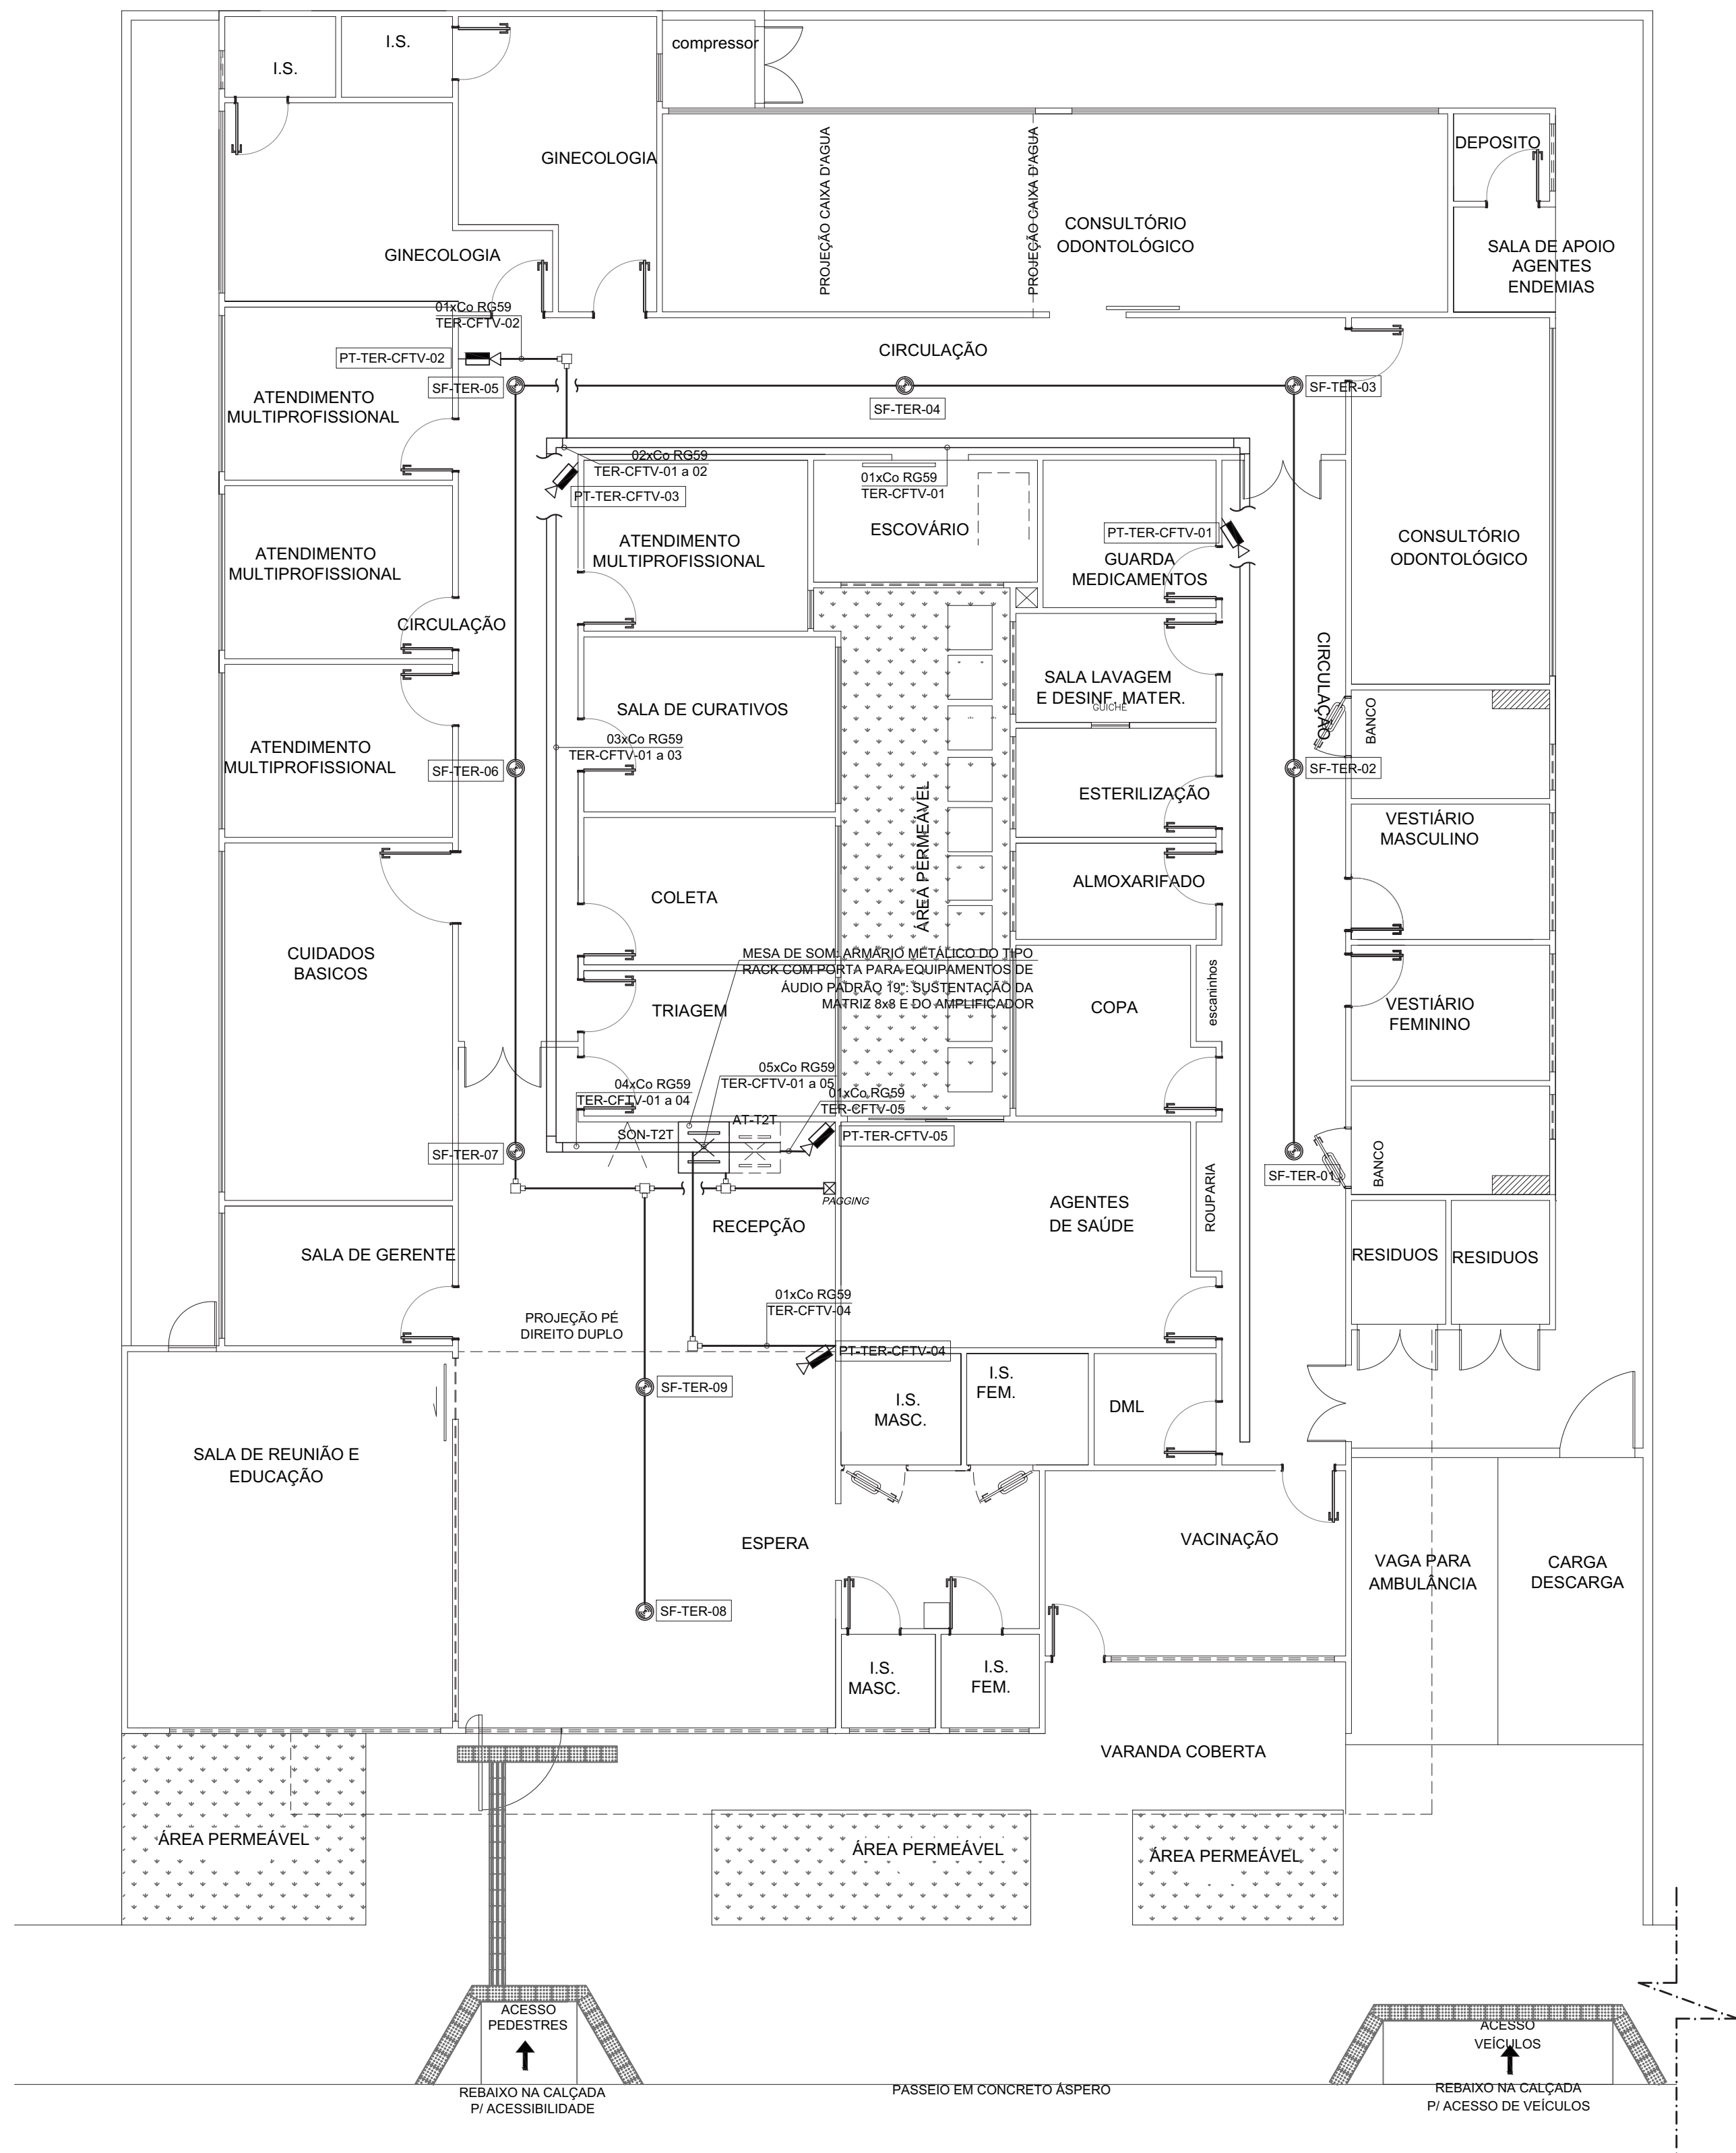 I.S.
I.S.
compressor
GINECOLOGIA
PROJEÇÃO CAIXA D'AGUA
PROJEÇÃO CAIXA D'AGUA
CONSULTÓRIO
ODONTOLÓGICO
DEPOSITO
SALA DE APOIO
AGENTES
ENDEMIAS
GINECOLOGIA
01xCo RG59
TER-CFTV-02
PT-TER-CFTV-02
CIRCULAÇÃO
SF-TER-05
SF-TER-04
SF-TER-03
ATENDIMENTO
MULTIPROFISSIONAL
02xCo RG59
TER-CFTV-01 a 02
PT-TER-CFTV-03
01xCo RG59
TER-CFTV-01
ESCOVÁRIO
PT-TER-CFTV-01
GUARDA
MEDICAMENTOS
CONSULTÓRIO
ODONTOLÓGICO
ATENDIMENTO
MULTIPROFISSIONAL
ATENDIMENTO
MULTIPROFISSIONAL
CIRCULAÇÃO
CIRCULAÇÃO
SALA LAVAGEM
E DESINF. MATER.
GUICHÊ
SALA DE CURATIVOS
BANCO
03xCo RG59
TER-CFTV-01 a 03
ATENDIMENTO
MULTIPROFISSIONAL
SF-TER-06
SF-TER-02
ESTERILIZAÇÃO
VESTIÁRIO
MASCULINO
ÁREA PERMEÁVEL
ALMOXARIFADO
COLETA
CUIDADOS
BASICOS
MESA DE SOM: ARMÁRIO METÁLICO DO TIPO
RACK COM PORTA PARA EQUIPAMENTOS DE
ÁUDIO PADRÃO 19": SUSTENTAÇÃO DA
MATRIZ 8x8 E DO AMPLIFICADOR
TRIAGEM
COPA
escaninhos
VESTIÁRIO
FEMININO
05xCo RG59
TER-CFTV-01 a 05
04xCo RG59
TER-CFTV-01 a 04
01xCo RG59
TER-CFTV-05
AT-T2T
SON-T2T
PT-TER-CFTV-05
SF-TER-07
SF-TER-01
BANCO
PAGGING
RECEPÇÃO
AGENTES
DE SAÚDE
ROUPARIA
SALA DE GERENTE
RESIDUOS
RESIDUOS
01xCo RG59
TER-CFTV-04
PROJEÇÃO PÉ
DIREITO DUPLO
PT-TER-CFTV-04
SF-TER-09
I.S.
MASC.
I.S.
FEM.
DML
SALA DE REUNIÃO E
EDUCAÇÃO
ESPERA
VACINAÇÃO
VAGA PARA
AMBULÂNCIA
CARGA
DESCARGA
SF-TER-08
I.S.
MASC.
I.S.
FEM.
VARANDA COBERTA
ÁREA PERMEÁVEL
ÁREA PERMEÁVEL
ÁREA PERMEÁVEL
ACESSO
PEDESTRES
ACESSO
VEÍCULOS
REBAIXO NA CALÇADA
P/ ACESSIBILIDADE
PASSEIO EM CONCRETO ÁSPERO
REBAIXO NA CALÇADA
P/ ACESSO DE VEÍCULOS